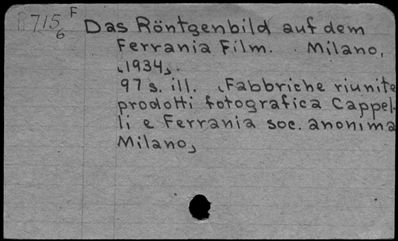 8715 F
6
Das Röntgenbild auf dem
Ferrania Film. Milano,
[1934].
97 s. ill. [Fabbriche riunite
prodotti fotografica Cappel-
li e Ferrania soc. anonima
Milano]